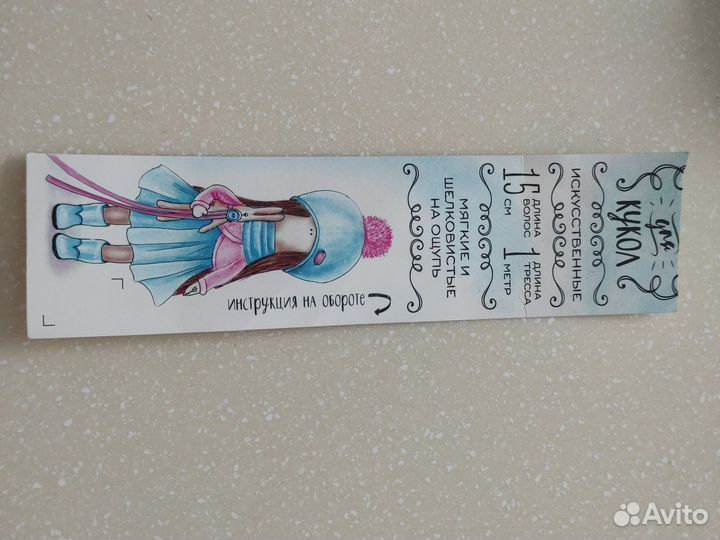 для
КУКОЛ
ИСКУССТВЕННЫЕ
15 ДЛИНА ВОЛОС СМ
1 ДЛИНА ТРЕССА МЕТР
МЯГКИЕ И
ШЕЛКОВИСТЫЕ
НА ОЩУПЬ
ИНСТРУКЦИЯ НА ОБОРОТЕ
Avito